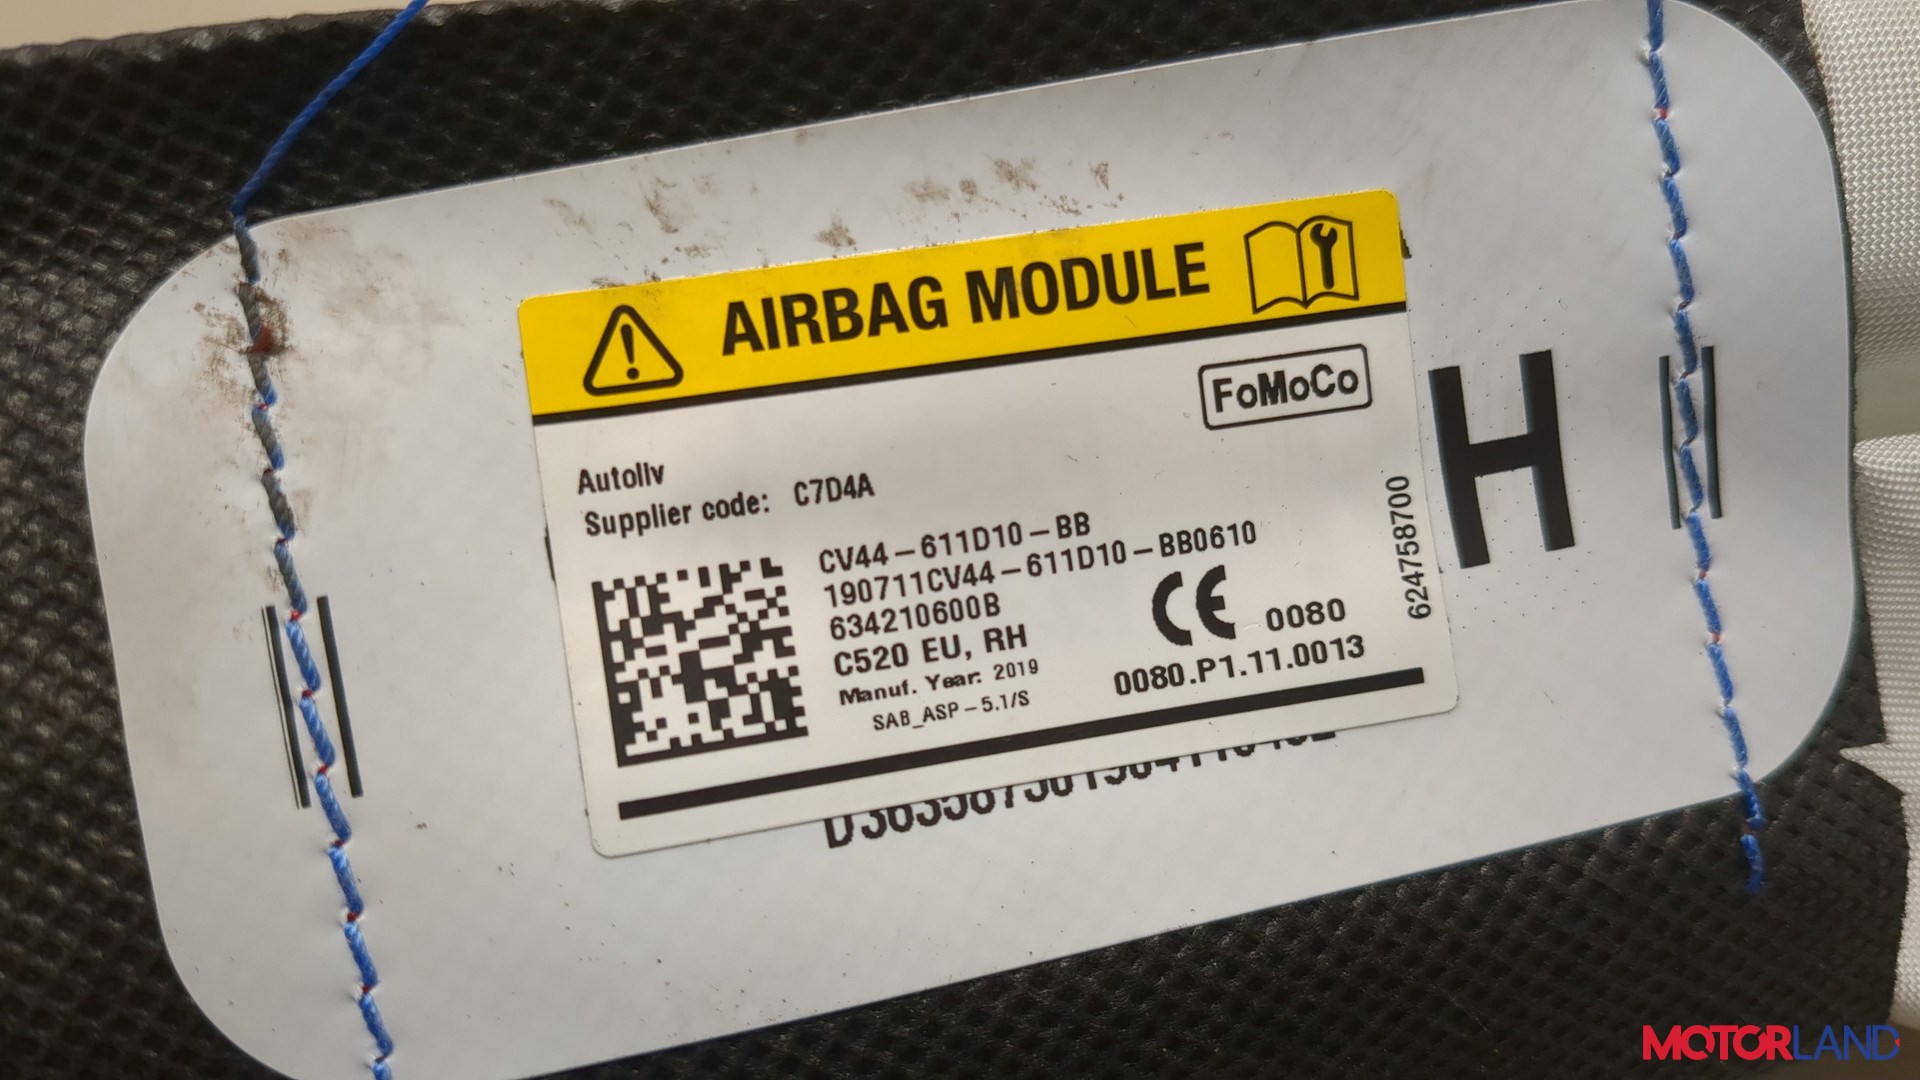 AIRBAG MODULE
FoMoCo
Autoliv
Supplier code: C7D4A
CV44-611D10-BB
190711CV44-611D10-BB0610
634210600B
C520 EU, RH
Manuf. Year: 2019
SAB_ASP-5.1/S
CE 0080
0080.P1.11.0013
624758700
H
MOTORLAND